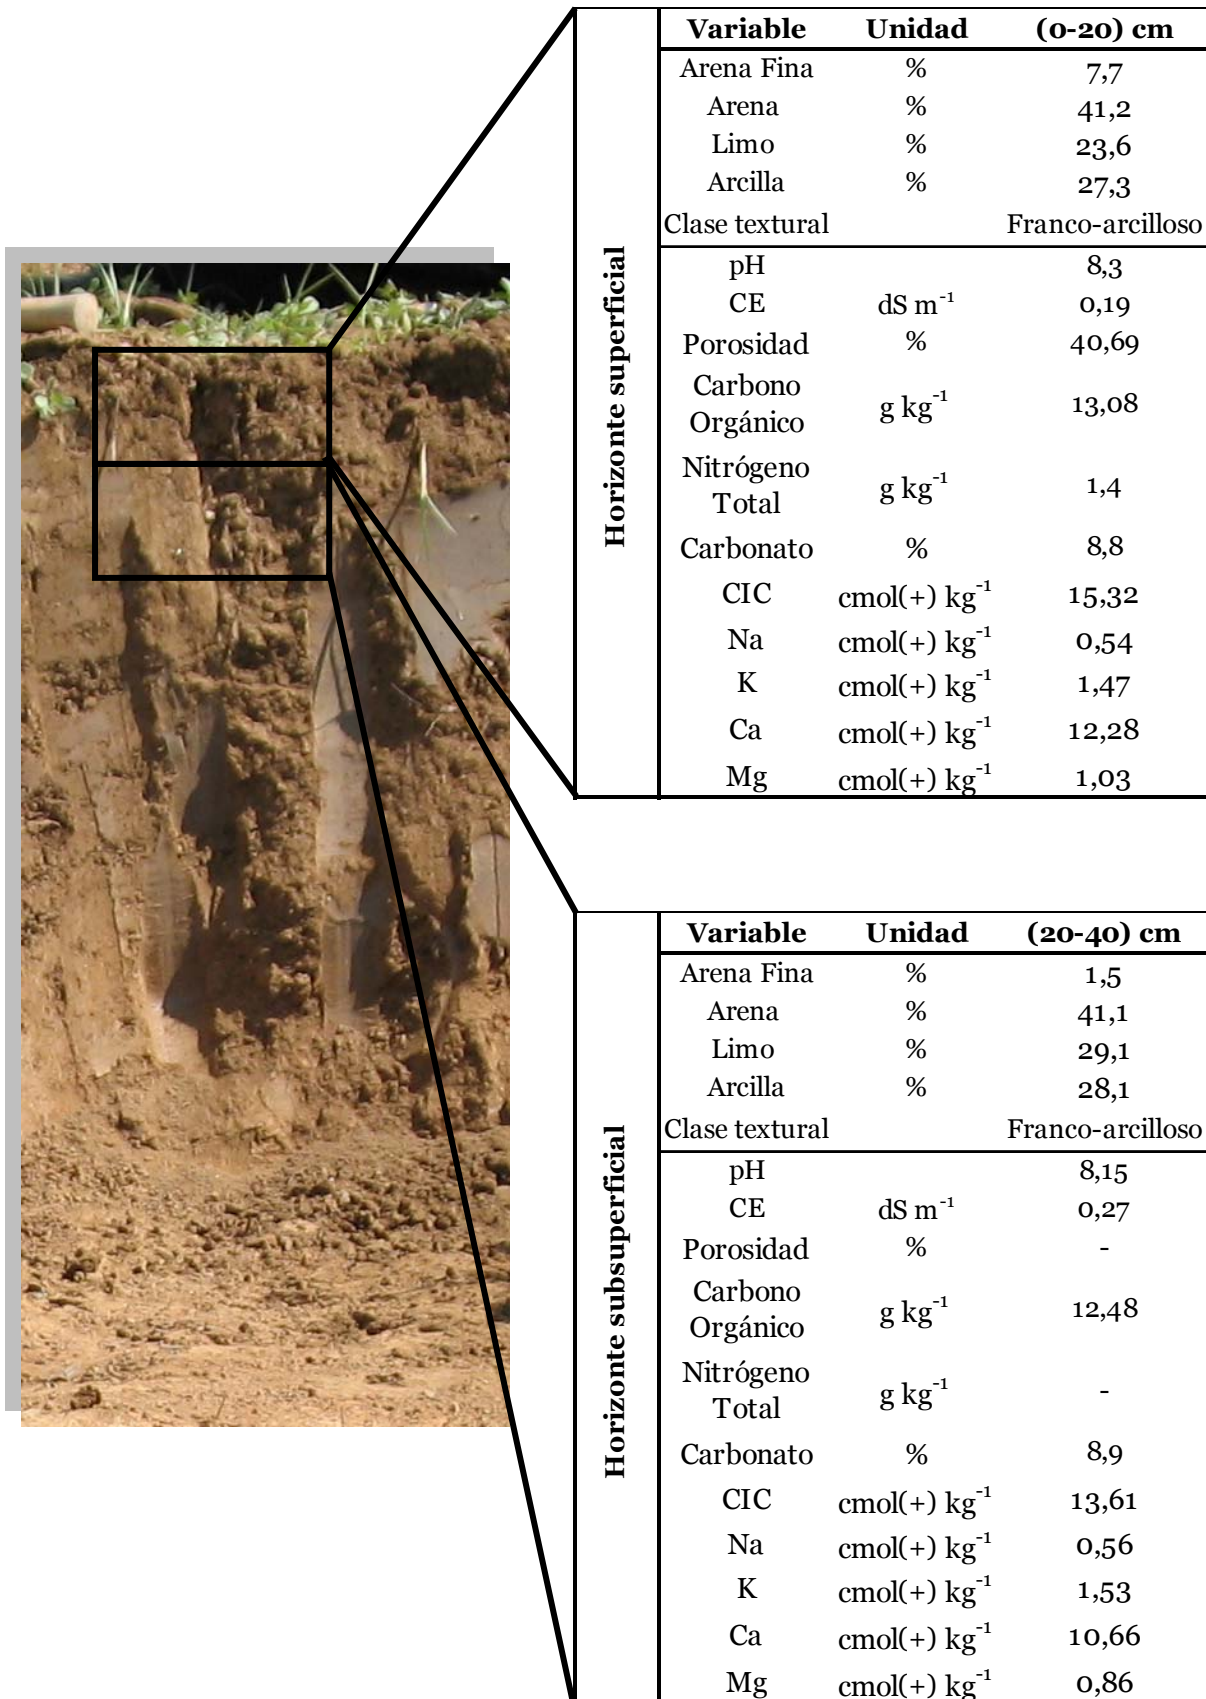 Horizonte superficial
Variable Unidad (0-20) cm
Arena Fina % 7,7
Arena % 41,2
Limo % 23,6
Arcilla % 27,3
Clase textural Franco-arcilloso
pH 8,3
CE dS m⁻¹ 0,19
Porosidad % 40,69
Carbono
Orgánico g kg⁻¹ 13,08
Nitrógeno
Total g kg⁻¹ 1,4
Carbonato % 8,8
CIC cmol(+) kg⁻¹ 15,32
Na cmol(+) kg⁻¹ 0,54
K cmol(+) kg⁻¹ 1,47
Ca cmol(+) kg⁻¹ 12,28
Mg cmol(+) kg⁻¹ 1,03
Horizonte subsuperficial
Variable Unidad (20-40) cm
Arena Fina % 1,5
Arena % 41,1
Limo % 29,1
Arcilla % 28,1
Clase textural Franco-arcilloso
pH 8,15
CE dS m⁻¹ 0,27
Porosidad % -
Carbono
Orgánico g kg⁻¹ 12,48
Nitrógeno
Total g kg⁻¹ -
Carbonato % 8,9
CIC cmol(+) kg⁻¹ 13,61
Na cmol(+) kg⁻¹ 0,56
K cmol(+) kg⁻¹ 1,53
Ca cmol(+) kg⁻¹ 10,66
Mg cmol(+) kg⁻¹ 0,86